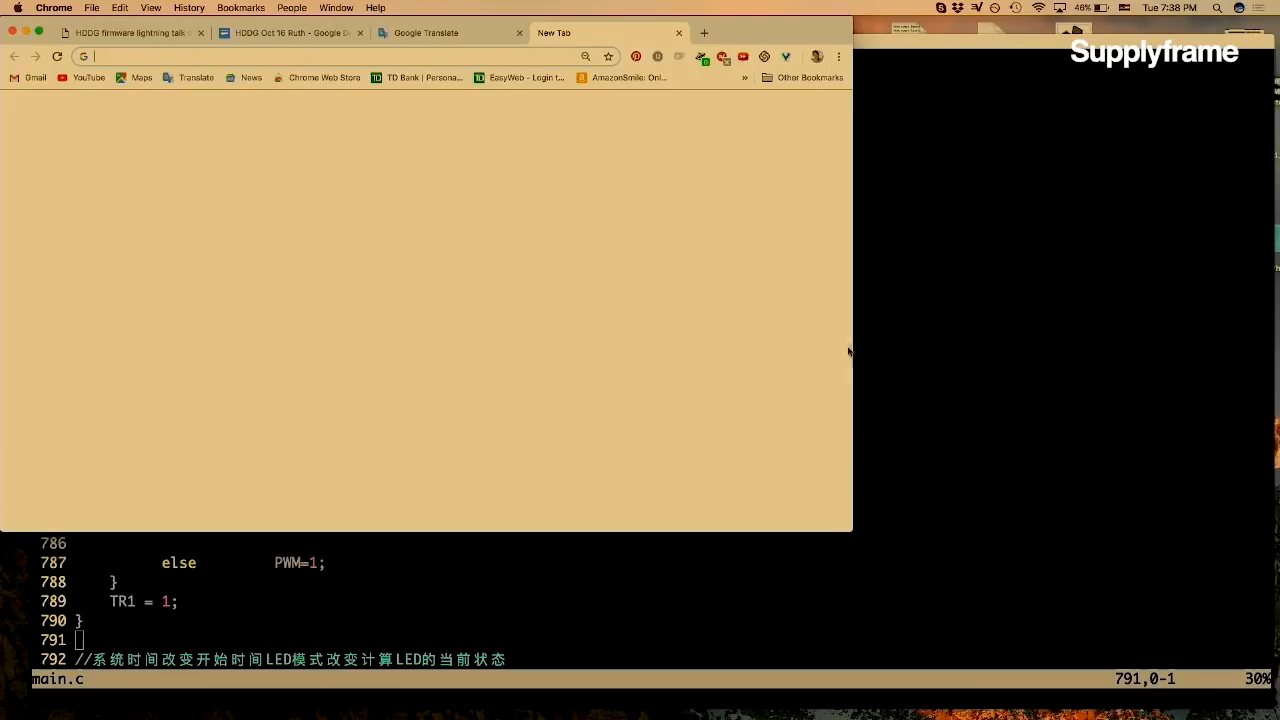 Chrome File Edit View History Bookmarks People Window Help 46% Tue 7:38 PM
HDDG firmware lightning talk HDDG Oct 16 Ruth - Google D Google Translate New Tab
Supplyframe
Gmail YouTube Maps Translate News Chrome Web Store TD Bank | Persona... EasyWeb - Login t... AmazonSmile: Onl... » Other Bookmarks
786
787 else PWM=1;
788 }
789 TR1 = 1;
790 }
791
792 //系统时间改变开始时间LED模式改变计算LED的当前状态
main.c 791,0-1 30%